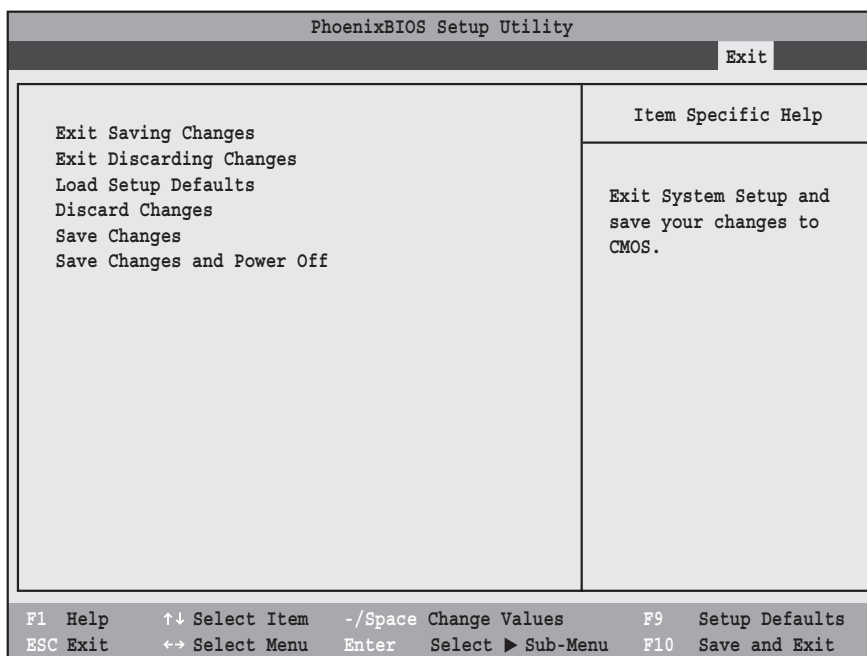 PhoenixBIOS Setup Utility
Exit
Exit Saving Changes
Exit Discarding Changes
Load Setup Defaults
Discard Changes
Save Changes
Save Changes and Power Off
Item Specific Help
Exit System Setup and
save your changes to
CMOS.
F1 Help ↑↓ Select Item -/Space Change Values F9 Setup Defaults
ESC Exit ←→ Select Menu Enter Select ▶ Sub-Menu F10 Save and Exit